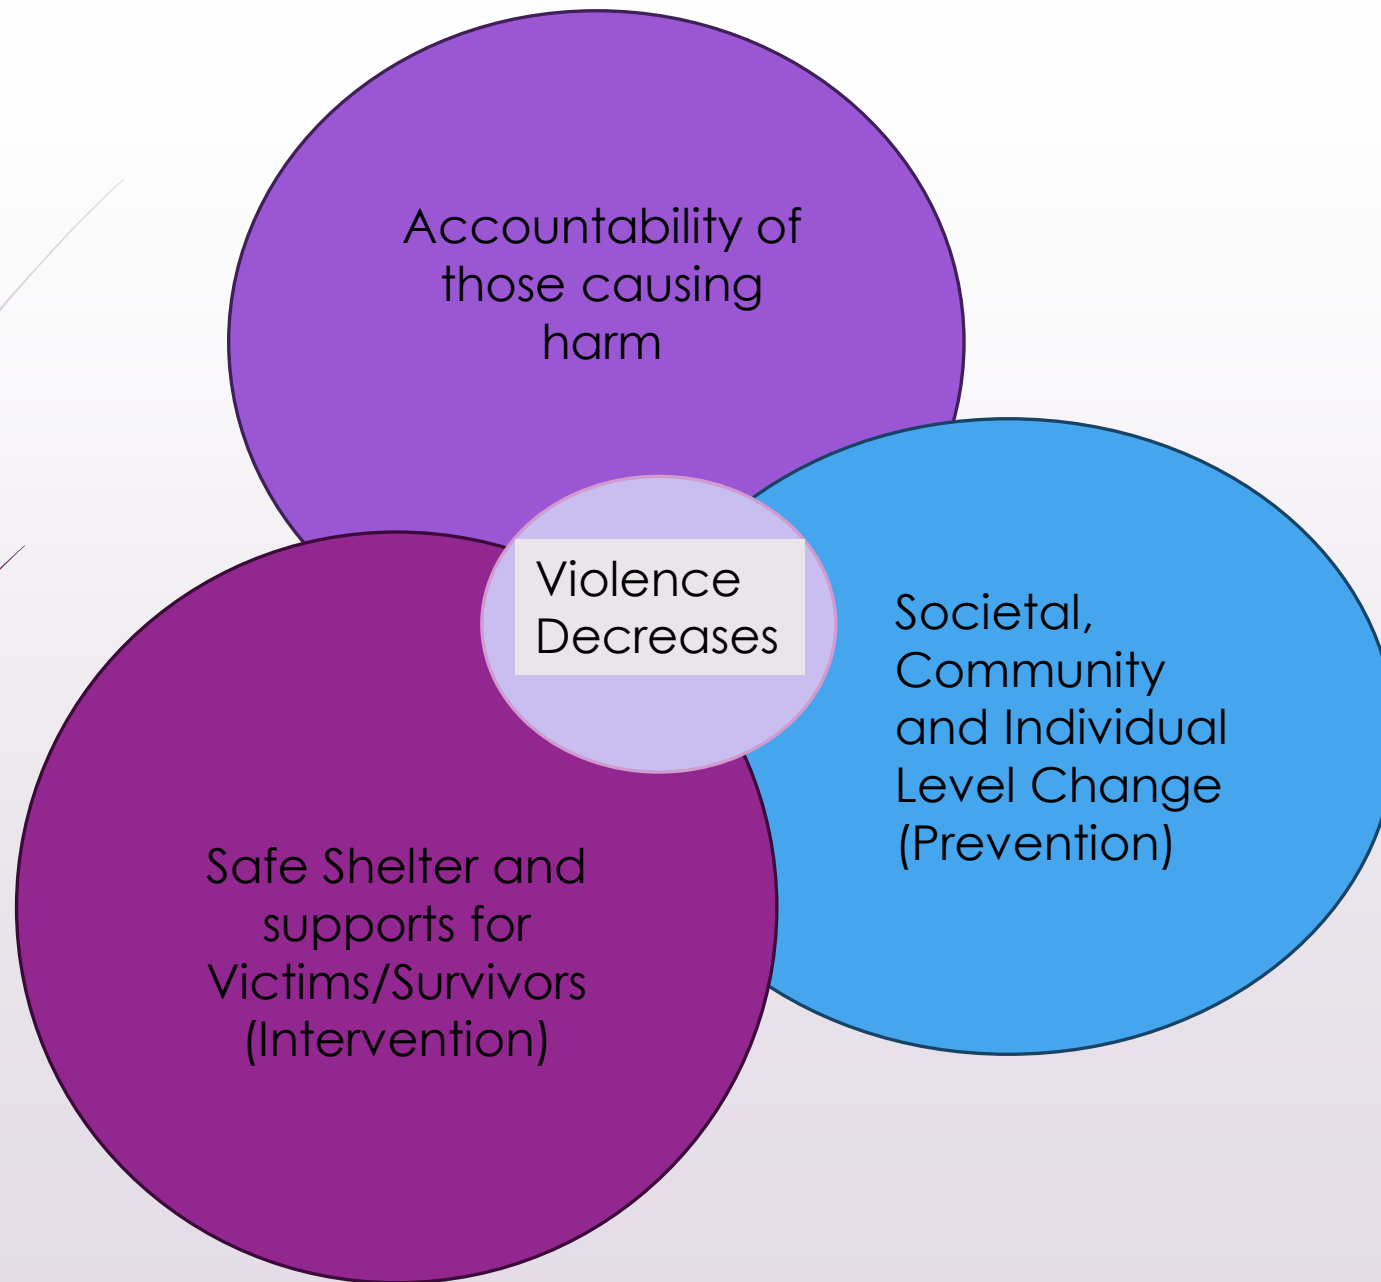 Accountability of
those causing
harm
Violence
Decreases
Societal,
Community
and Individual
Level Change
(Prevention)
Safe Shelter and
supports for
Victims/Survivors
(Intervention)